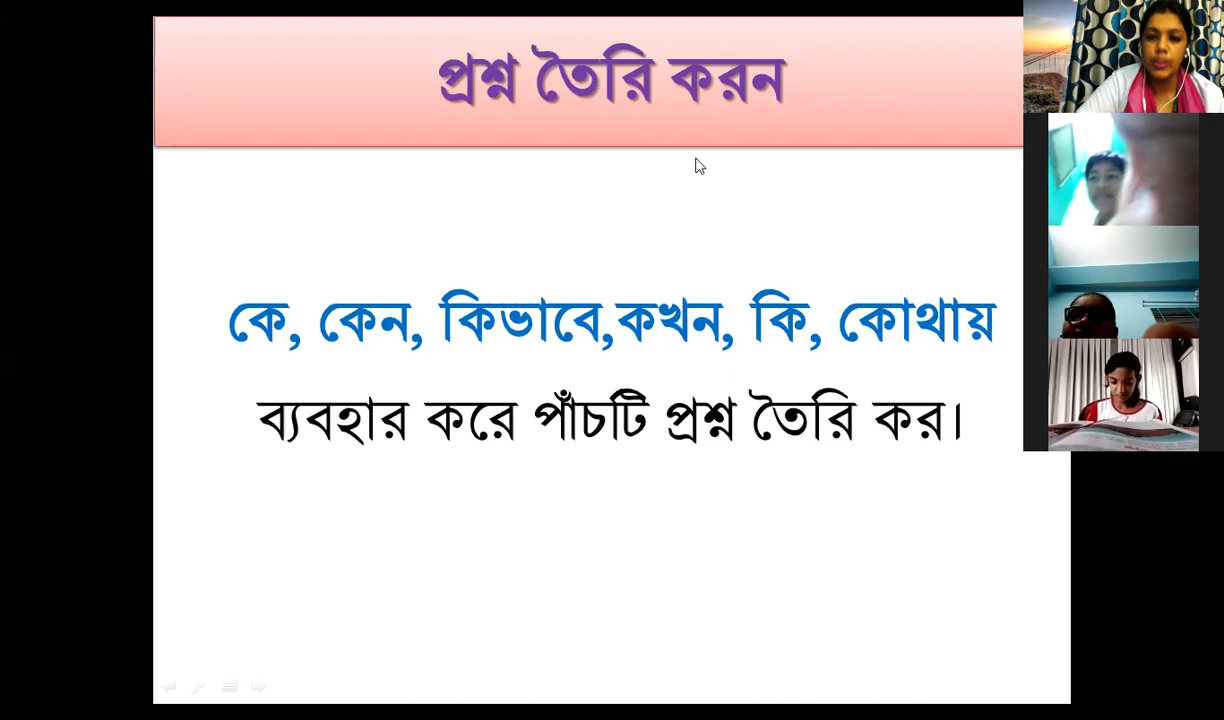 প্রশ্ন তৈরি করন
কে, কেন, কিভাবে,কখন, কি, কোথায়
ব্যবহার করে পাঁচটি প্রশ্ন তৈরি কর।